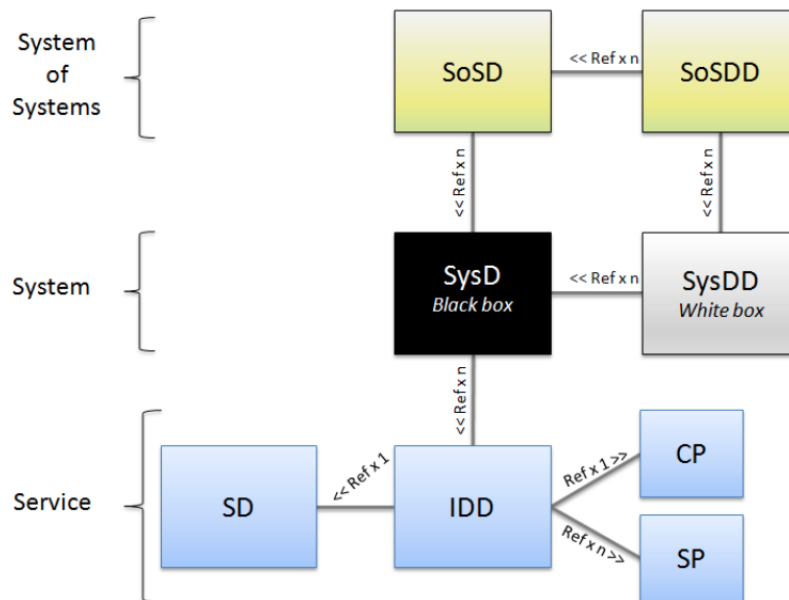 System
of
Systems
SoSD
<< Ref x n
SoSDD
<< Ref x n
<< Ref x n
System
SysD
Black box
<< Ref x n
SysDD
White box
<< Ref x n
Service
SD
<< Ref x 1
IDD
Ref x 1 >>
CP
Ref x n >>
SP